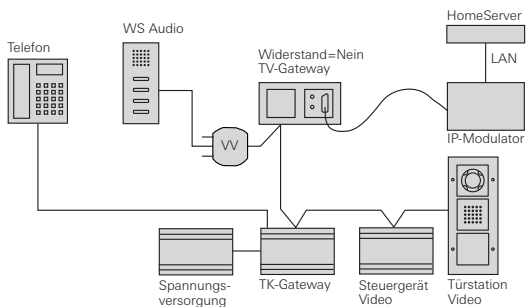 HomeServer
WS Audio
Telefon
Widerstand=Nein
TV-Gateway
LAN
VV
IP-Modulator
Spannungs-
versorgung
TK-Gateway
Steuergerät
Video
Türstation
Video